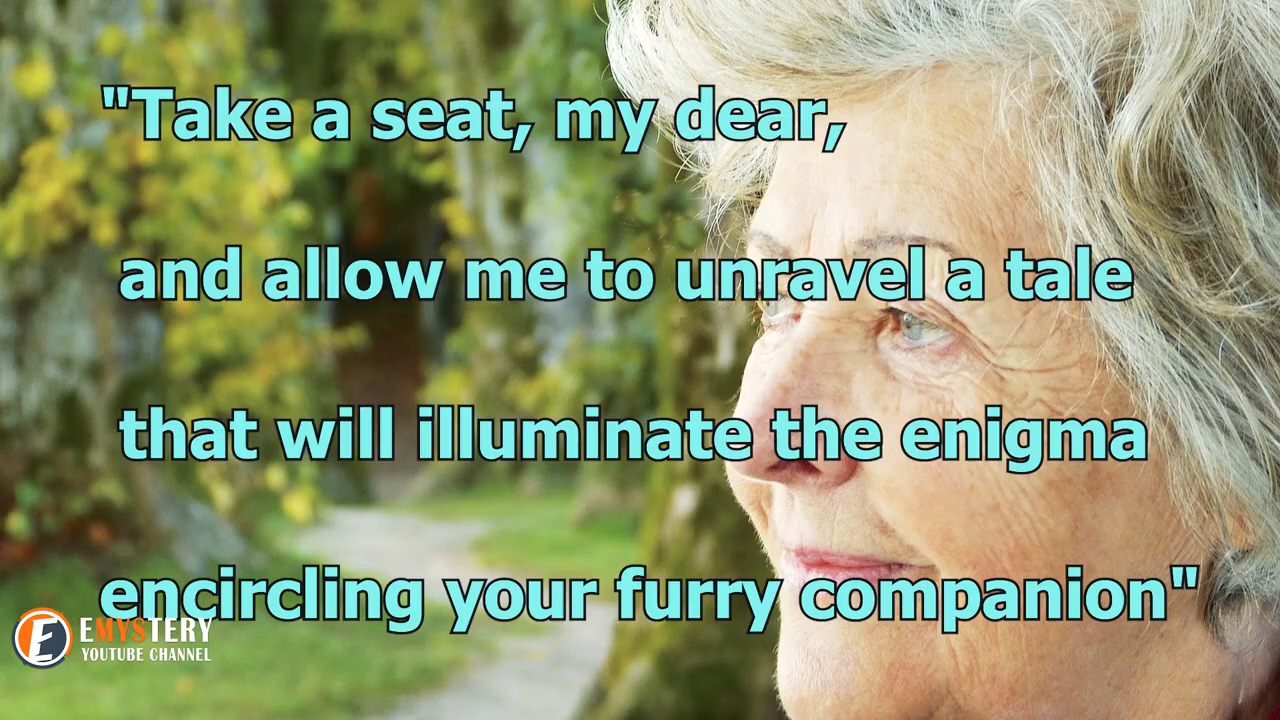 "Take a seat, my dear,
and allow me to unravel a tale
that will illuminate the enigma
encircling your furry companion"
E EMYSTERY
YOUTUBE CHANNEL